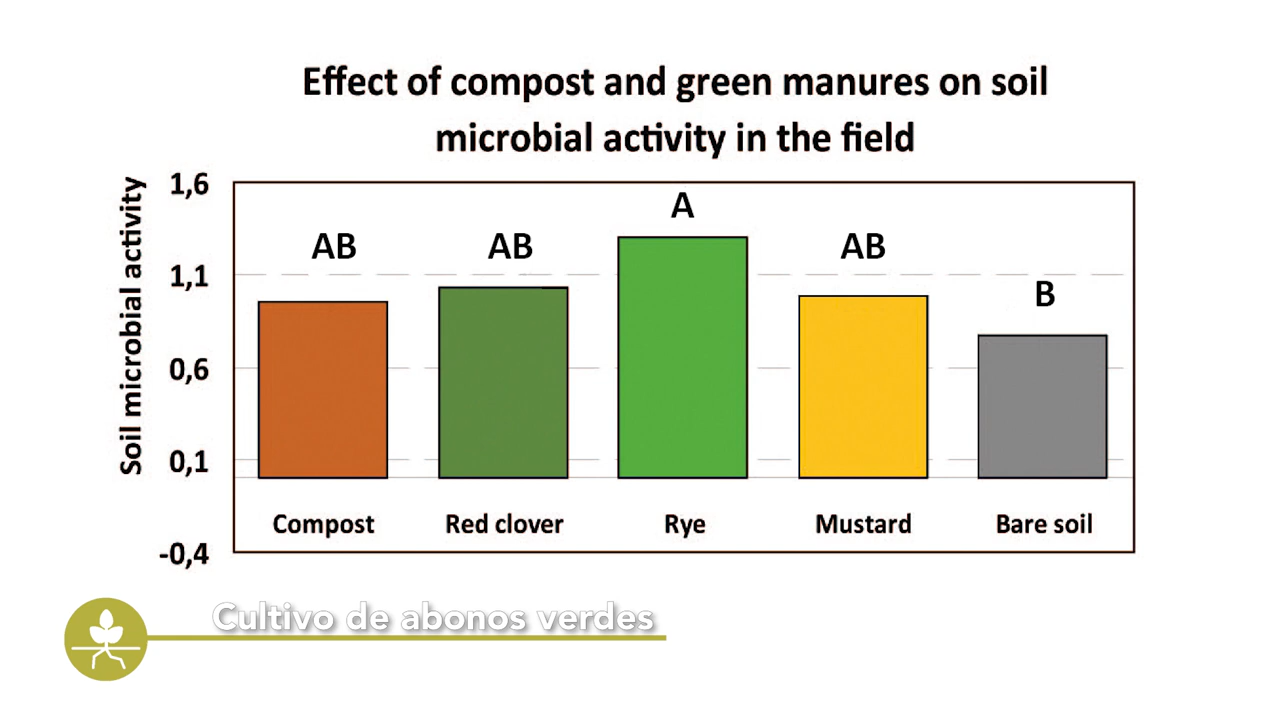 Effect of compost and green manures on soil
microbial activity in the field
Soil microbial activity
1,6
1,1
0,6
0,1
-0,4
AB
AB
A
AB
B
Compost
Red clover
Rye
Mustard
Bare soil
Cultivo de abonos verdes